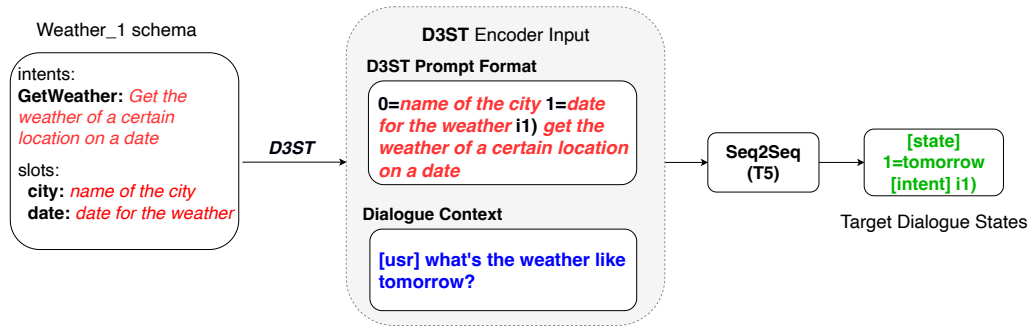 Weather_1 schema
intents:
GetWeather: Get the
weather of a certain
location on a date
slots:
city: name of the city
date: date for the weather
D3ST
D3ST Encoder Input
D3ST Prompt Format
0=name of the city 1=date
for the weather i1) get the
weather of a certain location
on a date
Dialogue Context
[usr] what's the weather like
tomorrow?
Seq2Seq
(T5)
[state]
1=tomorrow
[intent] i1)
Target Dialogue States